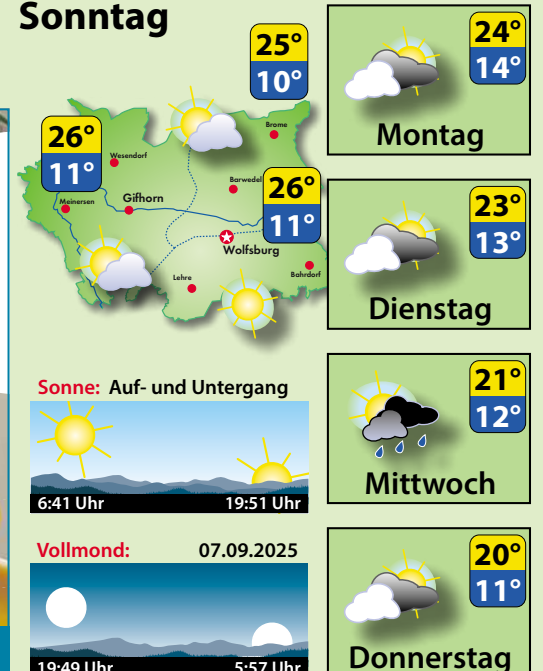 Sonntag
25°
10°
26°
11°
26°
11°
Brome
Wesendorf
Barwedel
Meinersen
Gifhorn
Wolfsburg
Lehre
Bahrdorf
Sonne: Auf- und Untergang
6:41 Uhr 19:51 Uhr
Vollmond: 07.09.2025
19:49 Uhr 5:57 Uhr
24°
14°
Montag
23°
13°
Dienstag
21°
12°
Mittwoch
20°
11°
Donnerstag